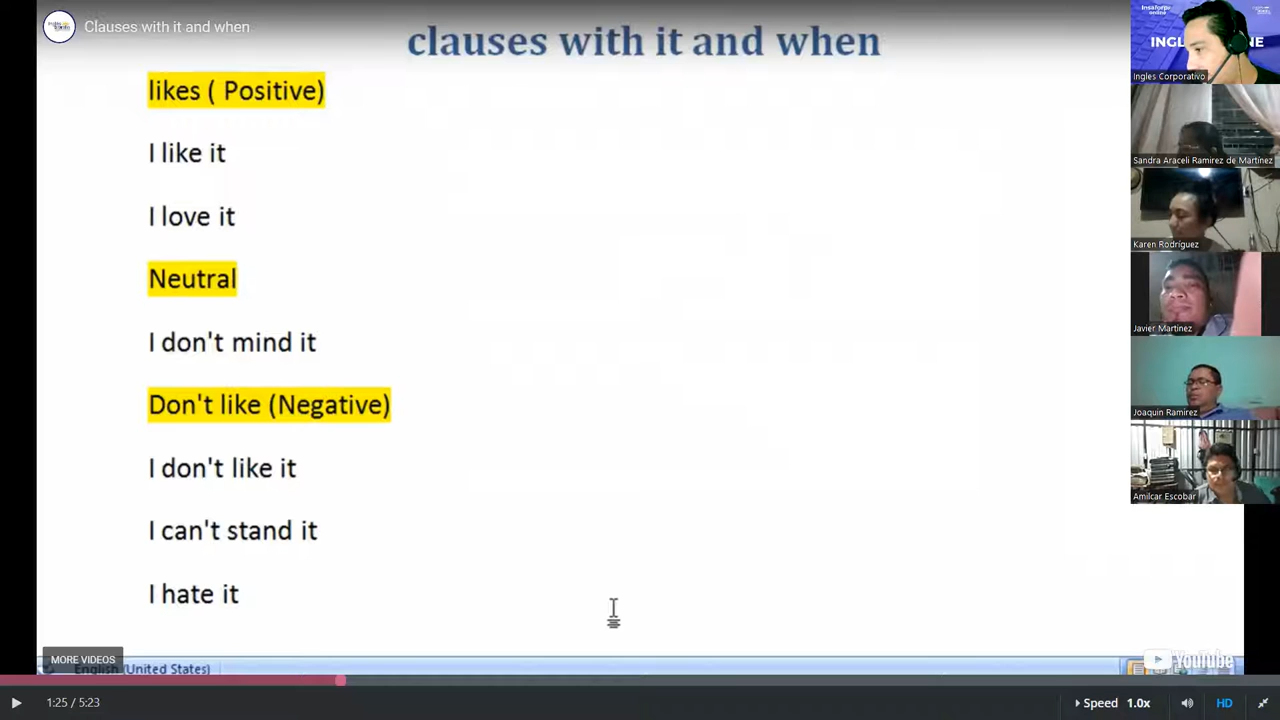 Clauses with it and when
clauses with it and when
likes ( Positive)
I like it
I love it
Neutral
I don't mind it
Don't like (Negative)
I don't like it
I can't stand it
I hate it
Ingles Corporativo
Sandra Araceli Ramirez de Martinez
Karen Rodríguez
Javier Martinez
Joaquin Ramirez
Amilcar Escobar
MORE VIDEOS
English (United States)
YouTube
1:25 / 5:23
Speed 1.0x
HD